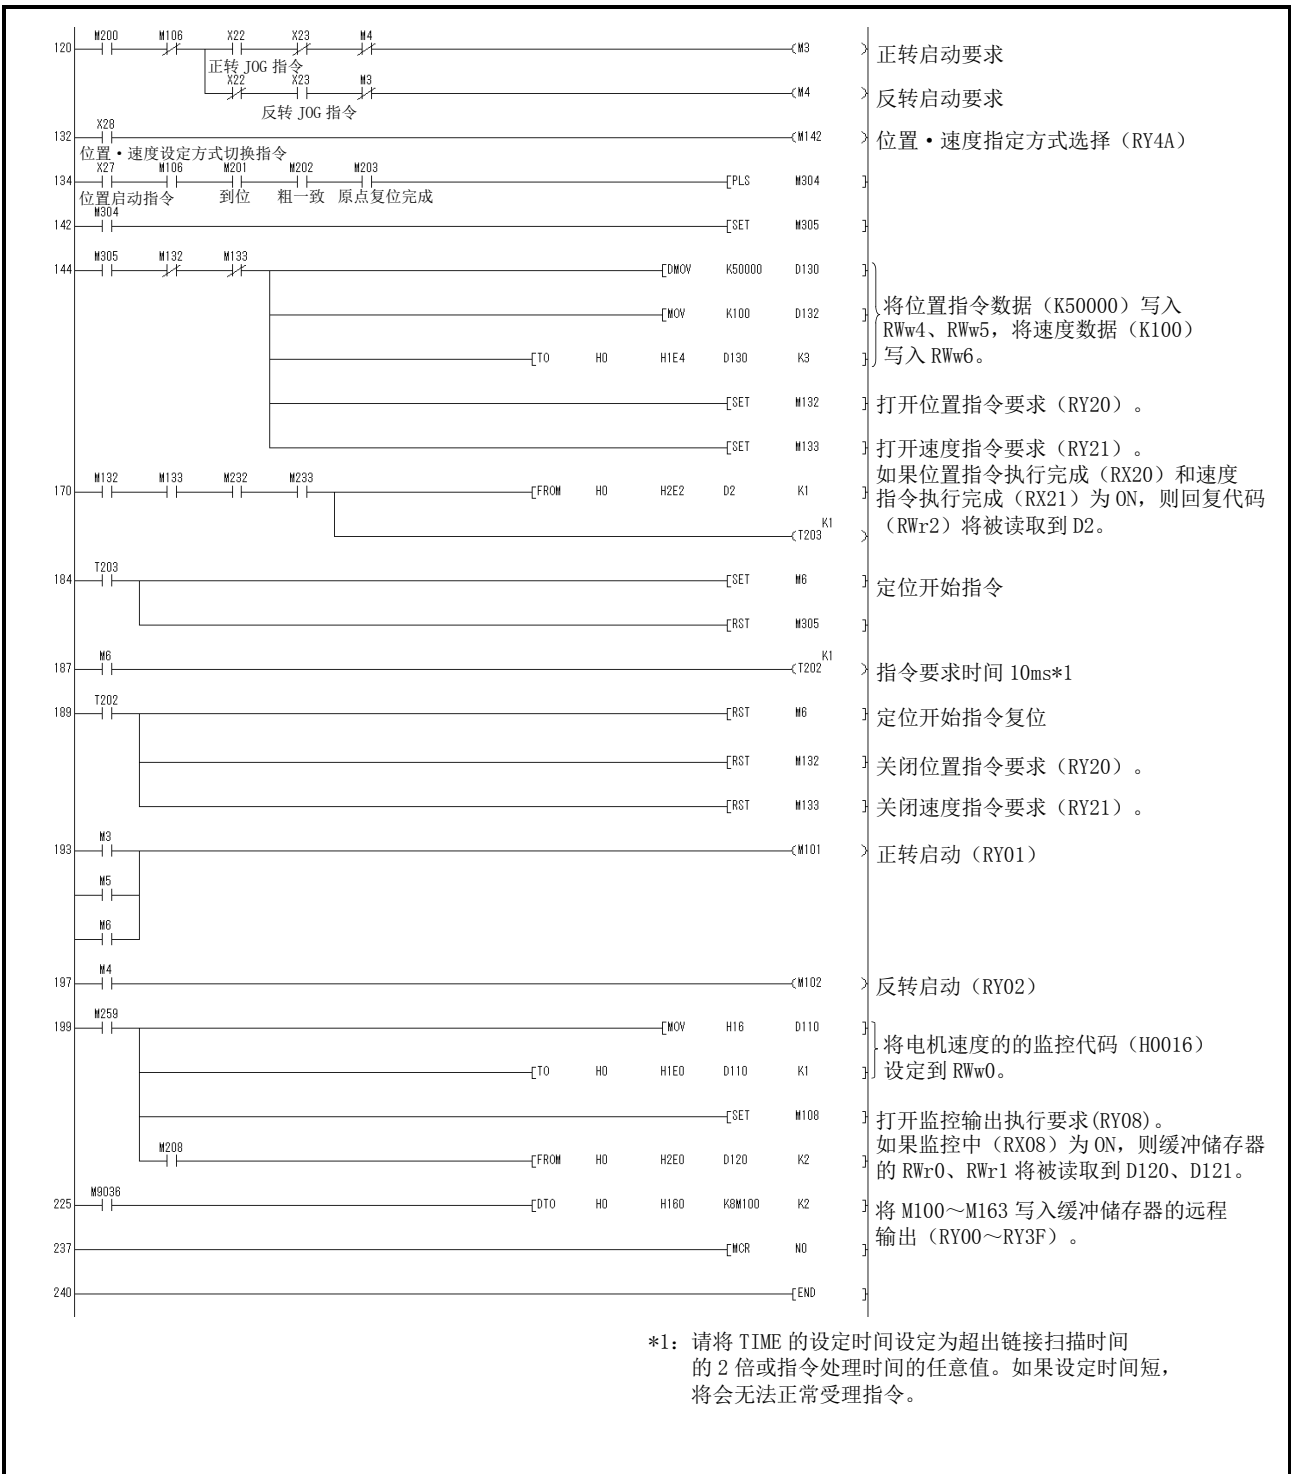 M200 M106 X22 X23 M4
120 (M3 ) 正转启动要求
正转 JOG 指令
X22 X23 M3
(M4 ) 反转启动要求
反转 JOG 指令
X28
132 (M142 ) 位置·速度指定方式选择（RY4A）
位置·速度设定方式切换指令
X27 M106 M201 M202 M203
134 [PLS M304 ]
位置启动指令 到位 粗一致 原点复位完成
M304
142 [SET M305 ]
M305 M132 M133
144 [DMOV K50000 D130 ]
[MOV K100 D132 ]
[TO H0 H1E4 D130 K3 ]
将位置指令数据（K50000）写入
RWw4、RWw5，将速度数据（K100）
写入 RWw6。
[SET M132 ] 打开位置指令要求（RY20）。
[SET M133 ] 打开速度指令要求（RY21）。
M132 M133 M232 M233
170 [FROM H0 H2E2 D2 K1 ]
K1
(T203 )
如果位置指令执行完成（RX20）和速度
指令执行完成（RX21）为 ON，则回复代码
（RWr2）将被读取到 D2。
T203
184 [SET M6 ] 定位开始指令
[RST M305 ]
M6 K1
187 (T202 ) 指令要求时间 10ms*1
T202
189 [RST M6 ] 定位开始指令复位
[RST M132 ] 关闭位置指令要求（RY20）。
[RST M133 ] 关闭速度指令要求（RY21）。
M3
193 (M101 ) 正转启动（RY01）
M5
M6
M4
197 (M102 ) 反转启动（RY02）
M259
199 [MOV H16 D110 ]
[TO H0 H1E0 D110 K1 ]
将电机速度的的监控代码（H0016）
设定到 RWw0。
[SET M108 ] 打开监控输出执行要求(RY08)。
M208
[FROM H0 H2E0 D120 K2 ]
如果监控中（RX08）为 ON，则缓冲储存器
的 RWr0、RWr1 将被读取到 D120、D121。
M9036
225 [DTO H0 H160 K8M100 K2 ]
将 M100～M163 写入缓冲储存器的远程
输出（RY00～RY3F）。
237 [MCR N0 ]
240 [END ]
*1：请将 TIME 的设定时间设定为超出链接扫描时间
的 2 倍或指令处理时间的任意值。如果设定时间短，
将会无法正常受理指令。